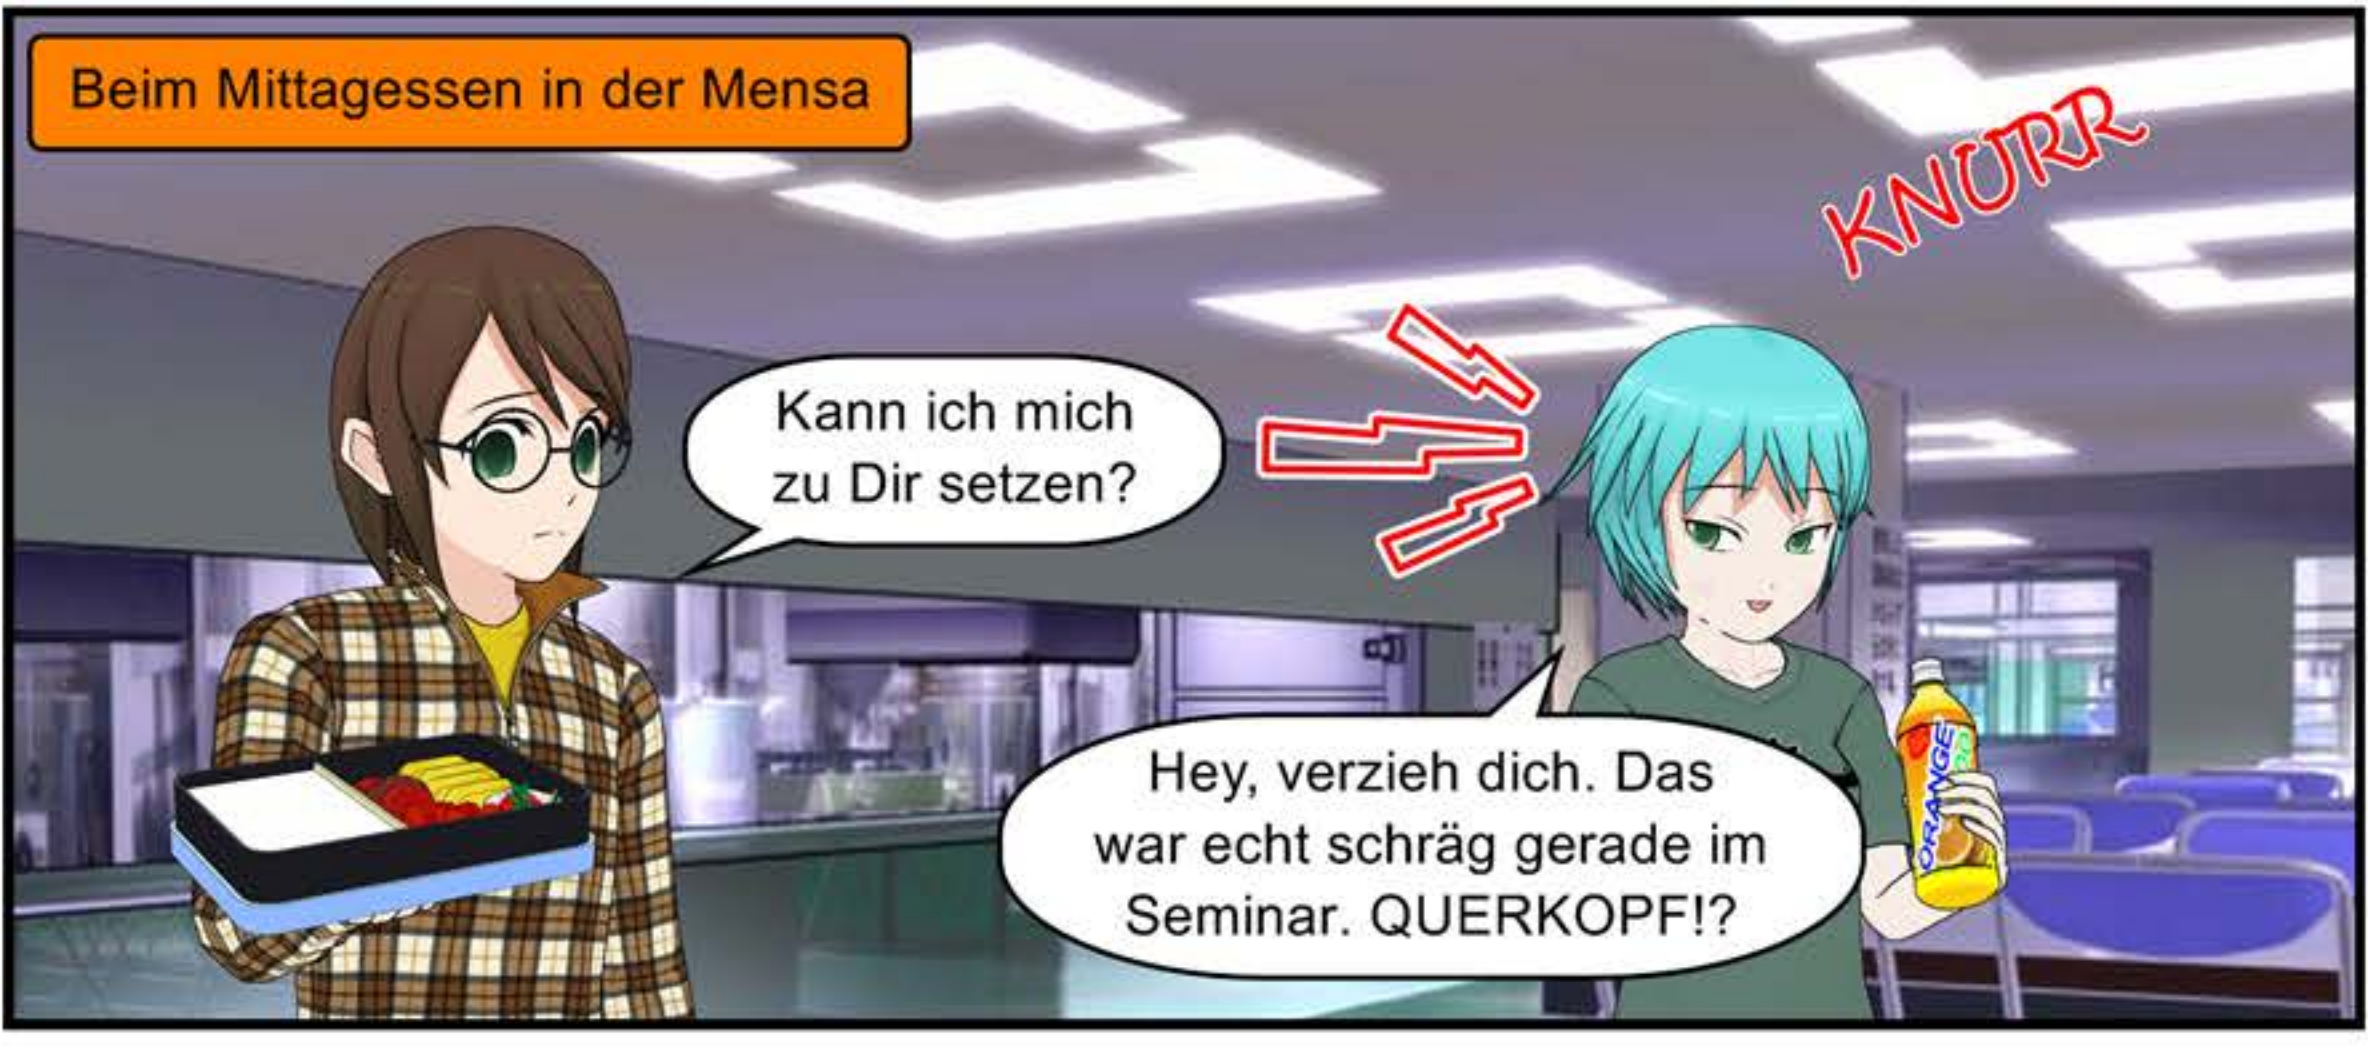 Beim Mittagessen in der Mensa
KNURR
Kann ich mich
zu Dir setzen?
Hey, verzieh dich. Das
war echt schräg gerade im
Seminar. QUERKOPF!?
ORANGE